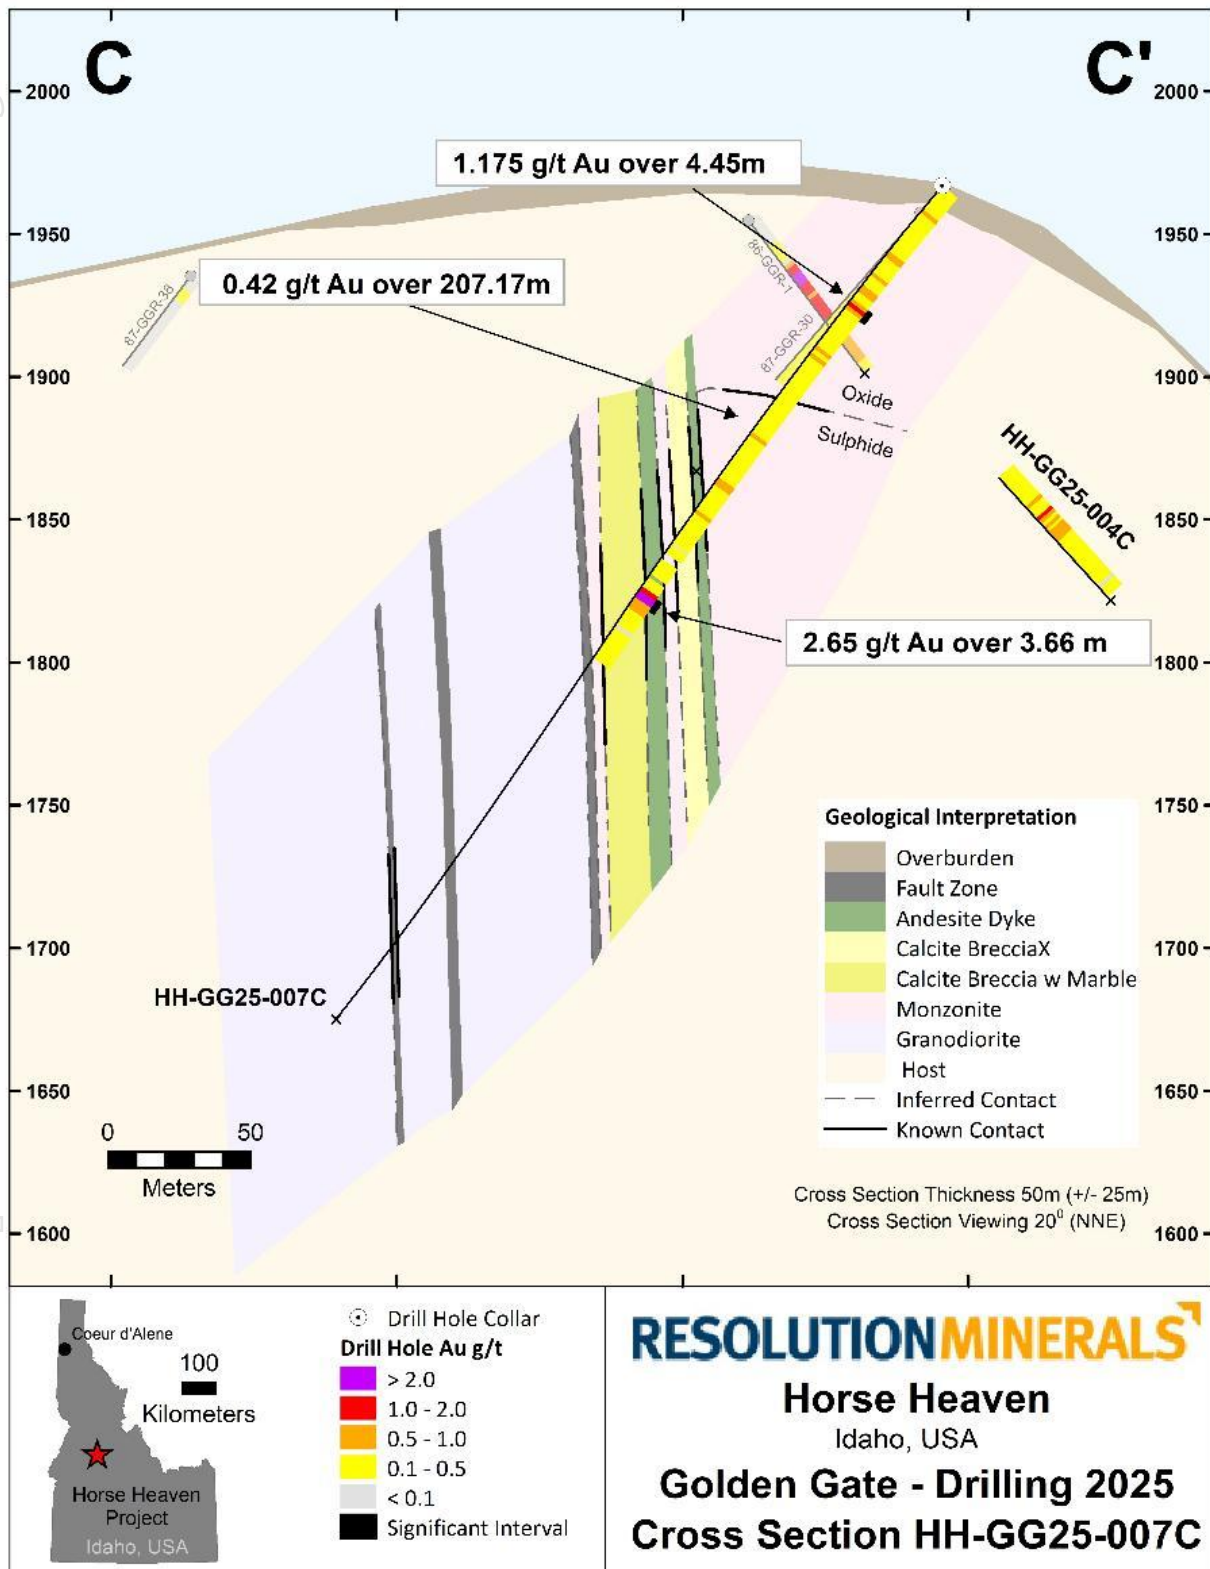 C
C'
2000
2000
1.175 g/t Au over 4.45m
1950
1950
86-GGR-1
0.42 g/t Au over 207.17m
87-GGR-38
87-GGR-30
1900
1900
Oxide
Sulphide
HH-GG25-004C
1850
1850
2.65 g/t Au over 3.66 m
1800
1800
1750
1750
Geological Interpretation
Overburden
Fault Zone
Andesite Dyke
Calcite BrecciaX
Calcite Breccia w Marble
Monzonite
Granodiorite
Host
Inferred Contact
Known Contact
1700
1700
HH-GG25-007C
1650
1650
0 50
Meters
Cross Section Thickness 50m (+/- 25m)
Cross Section Viewing 20⁰ (NNE)
1600
1600
Coeur d'Alene
100
Kilometers
Horse Heaven
Project
Idaho, USA
Drill Hole Collar
Drill Hole Au g/t
> 2.0
1.0 - 2.0
0.5 - 1.0
0.1 - 0.5
< 0.1
Significant Interval
RESOLUTIONMINERALS
Horse Heaven
Idaho, USA
Golden Gate - Drilling 2025
Cross Section HH-GG25-007C